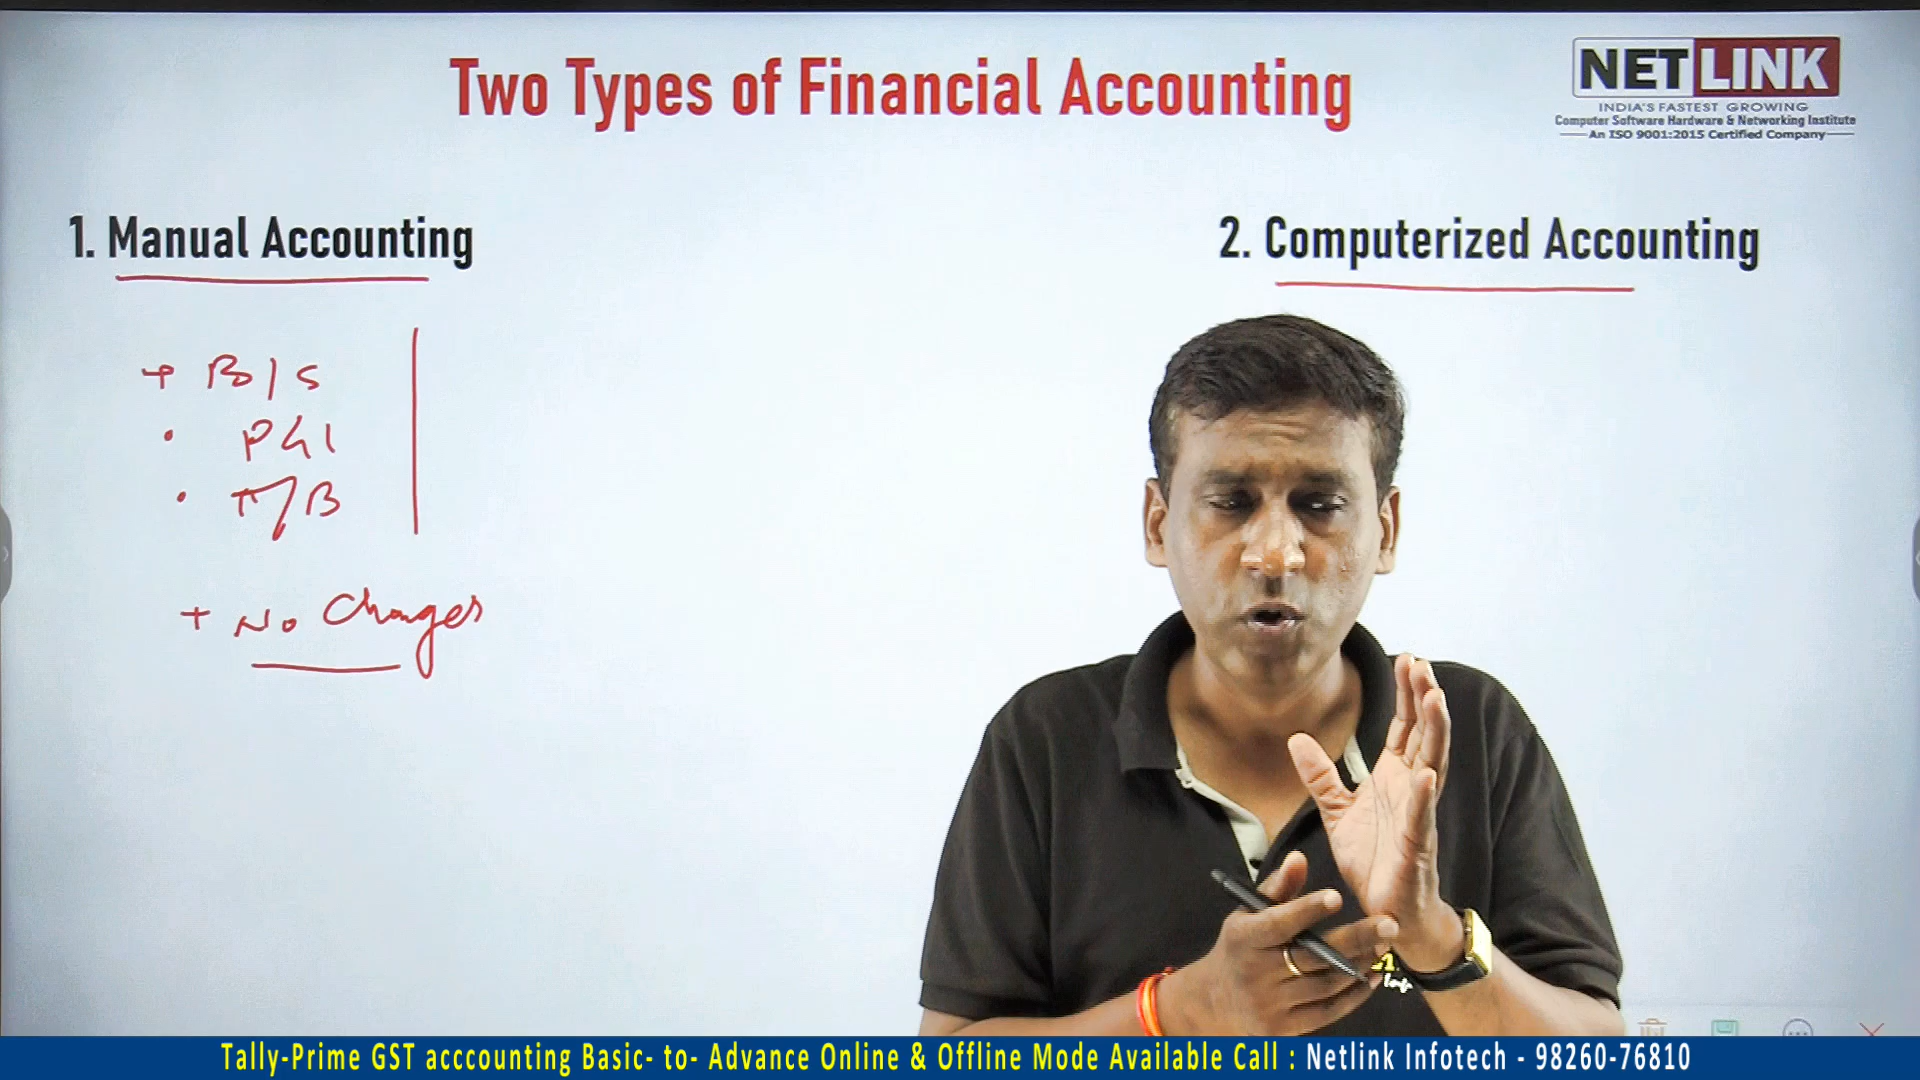 Two Types of Financial Accounting
NETLINK
INDIA'S FASTEST GROWING
Computer Software Hardware & Networking Institute
An ISO 9001:2015 Certified Company
1. Manual Accounting
2. Computerized Accounting
B/S
P&L
T/B
+ No Changes
Tally-Prime GST acccounting Basic- to- Advance Online & Offline Mode Available Call : Netlink Infotech - 98260-76810